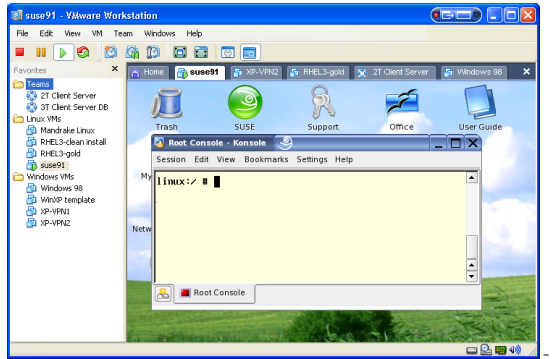 suse91 - VMware Workstation
File Edit View VM Team Windows Help
Favorites
Teams
2T Client Server
3T Client Server DB
Linux VMs
Mandrake Linux
RHEL3-clean install
RHEL3-gold
suse91
Windows VMs
Windows 98
WinXP template
XP-VPN1
XP-VPN2
Home suse91 XP-VPN2 RHEL3-gold 2T Client Server Windows 98
Trash SUSE Support Office User Guide
My
Netw
Root Console - Konsole
Session Edit View Bookmarks Settings Help
linux:/ #
Root Console